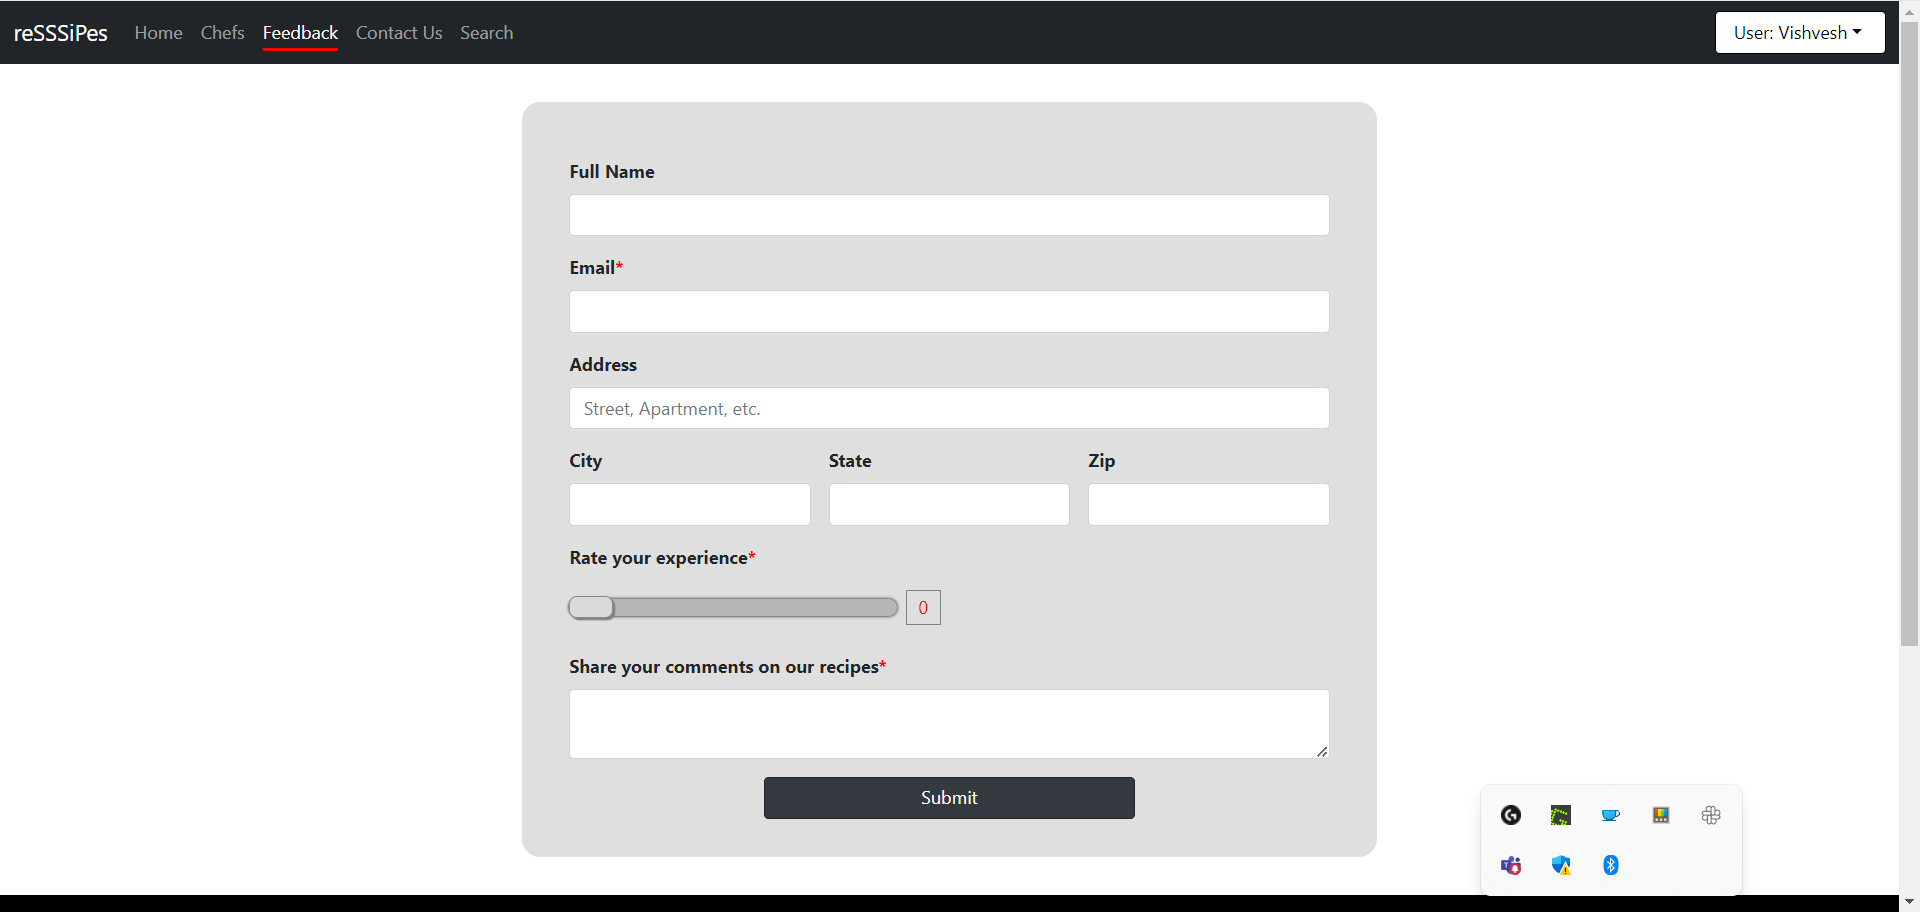 reSSSiPes Home Chefs Feedback Contact Us Search User: Vishvesh
Full Name
Email*
Address
Street, Apartment, etc.
City State Zip
Rate your experience*
0
Share your comments on our recipes*
Submit